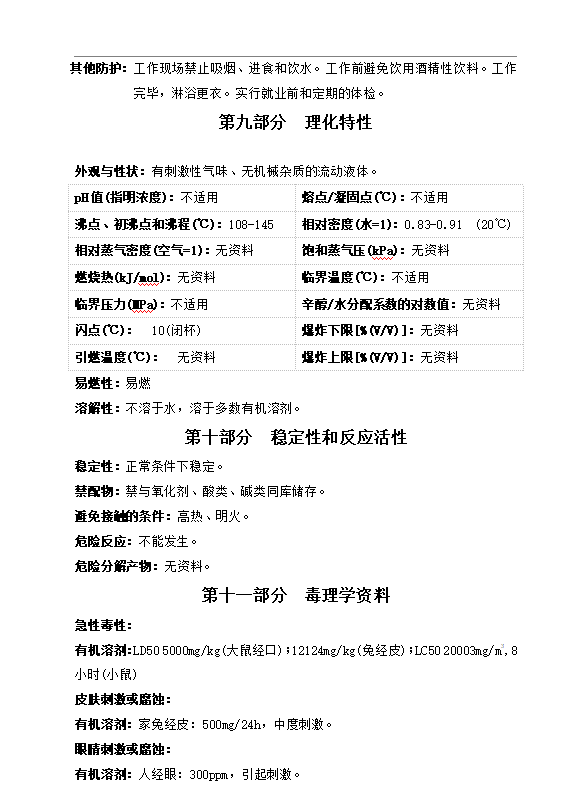 其他防护：工作现场禁止吸烟、进食和饮水。工作前避免饮用酒精性饮料。工作
完毕，淋浴更衣。实行就业前和定期的体检。
第九部分 理化特性
外观与性状：有刺激性气味、无机械杂质的流动液体。
pH值(指明浓度)：不适用 熔点/凝固点(℃)：不适用
沸点、初沸点和沸程(℃)：108-145 相对密度(水=1)：0.83-0.91 (20℃)
相对蒸气密度(空气=1)：无资料 饱和蒸气压(kPa)：无资料
燃烧热(kJ/mol)：无资料 临界温度(℃)：不适用
临界压力(MPa)：不适用 辛醇/水分配系数的对数值：无资料
闪点(℃)： 10(闭杯) 爆炸下限[%(V/V)]：无资料
引燃温度(℃)： 无资料 爆炸上限[%(V/V)]：无资料
易燃性：易燃
溶解性：不溶于水，溶于多数有机溶剂。
第十部分 稳定性和反应活性
稳定性：正常条件下稳定。
禁配物：禁与氧化剂、酸类、碱类同库储存。
避免接触的条件：高热、明火。
危险反应：不能发生。
危险分解产物：无资料。
第十一部分 毒理学资料
急性毒性：
有机溶剂：LD50 5000mg/kg(大鼠经口)；12124mg/kg(兔经皮)；LC50 20003mg/m³,8
小时(小鼠)
皮肤刺激或腐蚀：
有机溶剂：家兔经皮：500mg/24h，中度刺激。
眼睛刺激或腐蚀：
有机溶剂：人经眼：300ppm，引起刺激。